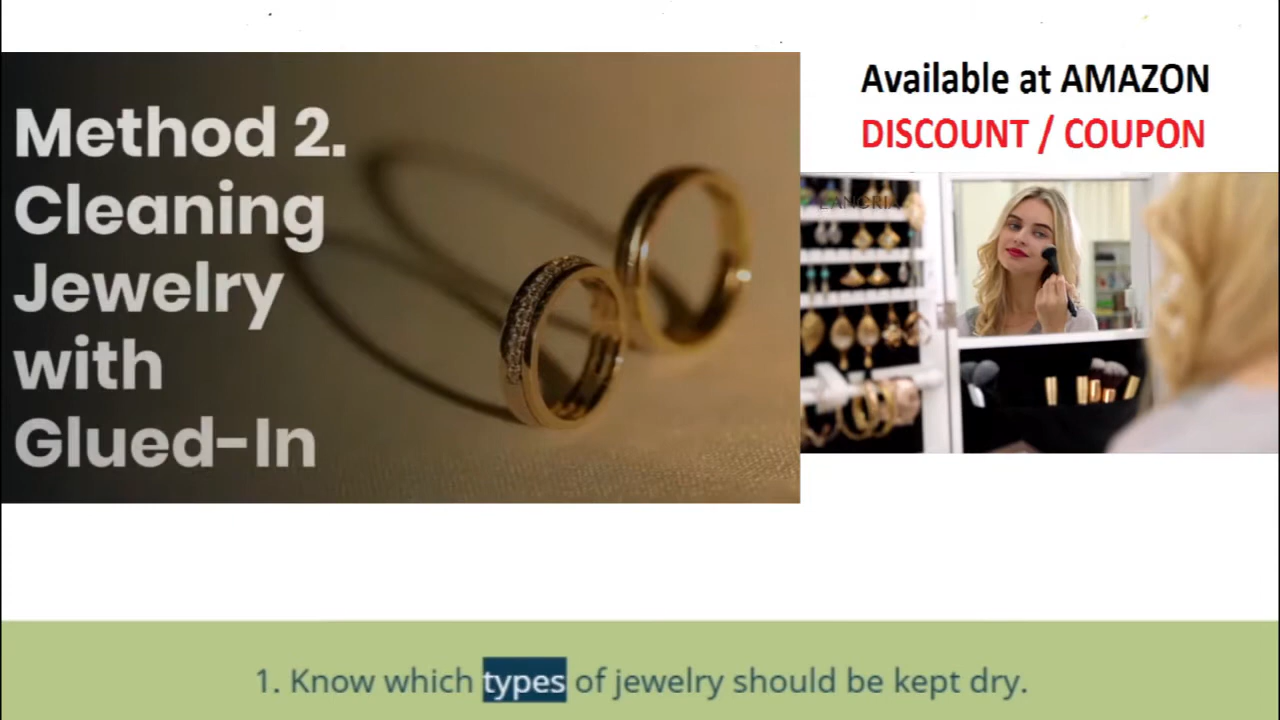 Method 2.
Cleaning
Jewelry
with
Glued-In
Available at AMAZON
DISCOUNT / COUPON
LANGRIA
1. Know which types of jewelry should be kept dry.